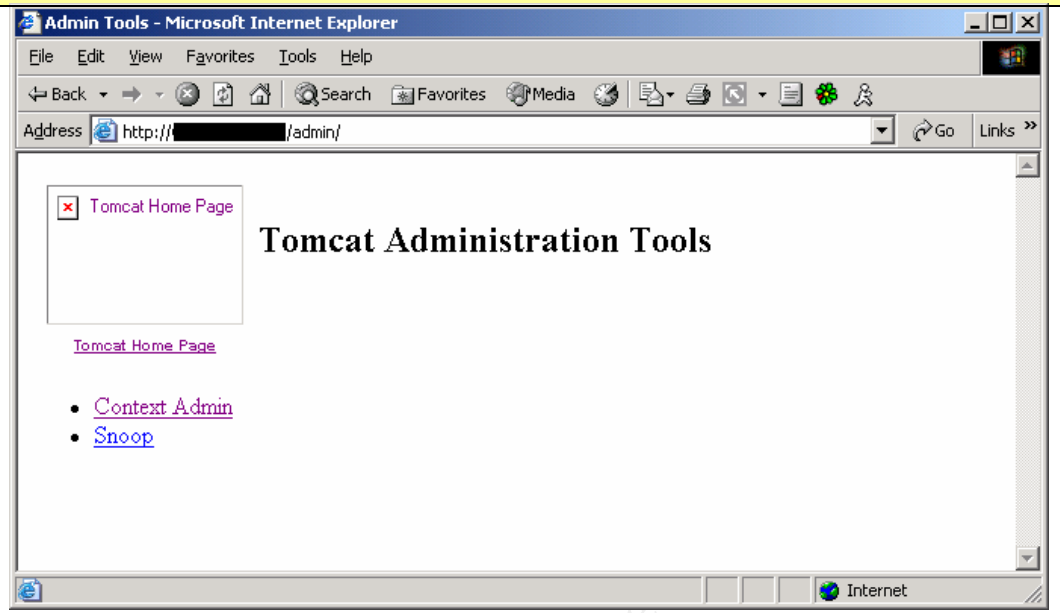 Admin Tools - Microsoft Internet Explorer
File Edit View Favorites Tools Help
Back Search Favorites Media
Address http:// /admin/ Go Links »
Tomcat Home Page
Tomcat Administration Tools
Tomcat Home Page
• Context Admin
• Snoop
Internet